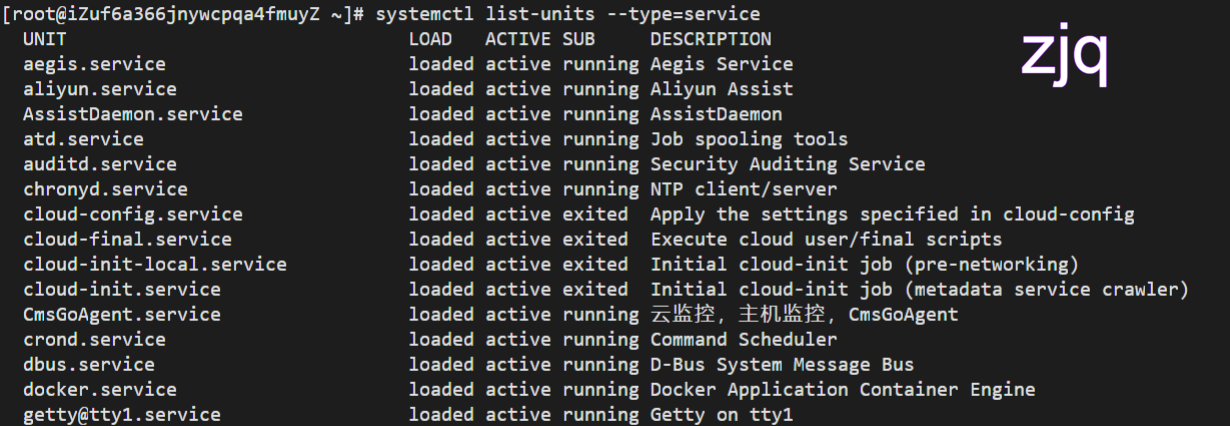 [root@iZuf6a366jnywcpqa4fmuyZ ~]# systemctl list-units --type=service
UNIT LOAD ACTIVE SUB DESCRIPTION
zjq
aegis.service loaded active running Aegis Service
aliyun.service loaded active running Aliyun Assist
AssistDaemon.service loaded active running AssistDaemon
atd.service loaded active running Job spooling tools
auditd.service loaded active running Security Auditing Service
chronyd.service loaded active running NTP client/server
cloud-config.service loaded active exited Apply the settings specified in cloud-config
cloud-final.service loaded active exited Execute cloud user/final scripts
cloud-init-local.service loaded active exited Initial cloud-init job (pre-networking)
cloud-init.service loaded active exited Initial cloud-init job (metadata service crawler)
CmsGoAgent.service loaded active running 云监控, 主机监控, CmsGoAgent
crond.service loaded active running Command Scheduler
dbus.service loaded active running D-Bus System Message Bus
docker.service loaded active running Docker Application Container Engine
getty@tty1.service loaded active running Getty on tty1